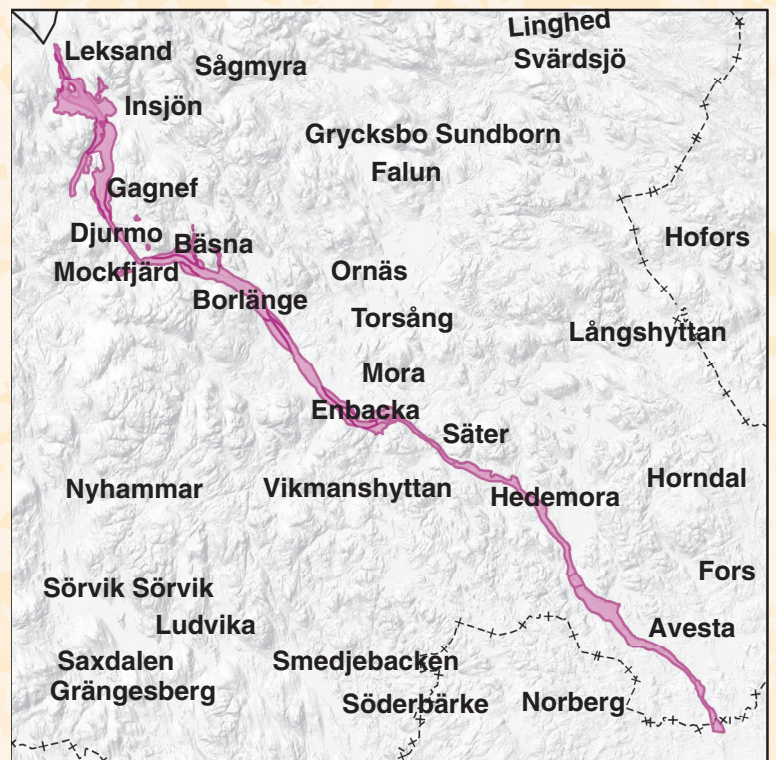 Linghed
Leksand
Svärdsjö
Sågmyra
Insjön
Grycksbo Sundborn
Falun
Gagnef
Djurmo
Hofors
Bäsna
Mockfjärd
Ornäs
Borlänge
Torsång
Långshyttan
Mora
Enbacka
Säter
Horndal
Nyhammar
Vikmanshyttan
Hedemora
Fors
Sörvik Sörvik
Ludvika
Avesta
Saxdalen
Smedjebacken
Grängesberg
Söderbärke
Norberg